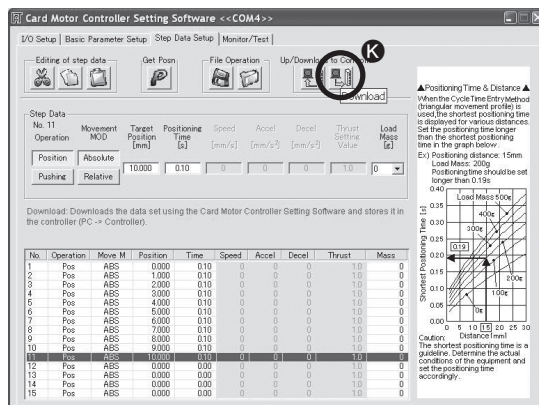 Card Motor Controller Setting Software <<COM4>>
I/O Setup Basic Parameter Setup Step Data Setup Monitor/Test
Editing of step data Get Posn File Operation Up/Download to Control
K
Download
Step Data
No. 11
Operation
Movement MOD
Target Position [mm]
Positioning Time [s]
Speed [mm/s]
Accel [mm/s²]
Decel [mm/s²]
Thrust Setting Value
Load Mass [g]
Position Absolute
10.000 0.10 0 0 0 1.0 0
Pushing Relative
Download: Downloads the data set using the Card Motor Controller Setting Software and stores it in
the controller (PC -> Controller).
No. Operation Move M Position Time Speed Accel Decel Thrust Mass
1 Pos ABS 0.000 0.10 0 0 0 1.0 0
2 Pos ABS 1.000 0.10 0 0 0 1.0 0
3 Pos ABS 2.000 0.10 0 0 0 1.0 0
4 Pos ABS 3.000 0.10 0 0 0 1.0 0
5 Pos ABS 4.000 0.10 0 0 0 1.0 0
6 Pos ABS 5.000 0.10 0 0 0 1.0 0
7 Pos ABS 6.000 0.10 0 0 0 1.0 0
8 Pos ABS 7.000 0.10 0 0 0 1.0 0
9 Pos ABS 8.000 0.10 0 0 0 1.0 0
10 Pos ABS 9.000 0.10 0 0 0 1.0 0
11 Pos ABS 10.000 0.10 0 0 0 1.0 0
12 Pos ABS 0.000 0.00 0 0 0 1.0 0
13 Pos ABS 0.000 0.00 0 0 0 1.0 0
14 Pos ABS 0.000 0.00 0 0 0 1.0 0
15 Pos ABS 0.000 0.00 0 0 0 1.0 0
▲Positioning Time & Distance▲
When the Cycle Time Entry Method
(triangular movement profile) is
used,the shortest positioning time
is displayed for various distances.
Set the positioning time longer
than the shortest positioning
time in the graph below.
Ex) Positioning distance: 15mm
Load Mass: 200g
Positioning time should be set
longer than 0.19s
Shortest Positioning Time [s]
0.40
0.35
0.30
0.25
0.20
0.15
0.10
0.05
0.00
0.19
Load Mass 500g
400g
300g
200g
100g
0g
0 5 10 15 20 25 30
Distance [mm]
Caution:
The shortest positioning time is a
guideline. Determine the actual
conditions of the equipment and
set the positioning time
accordingly.